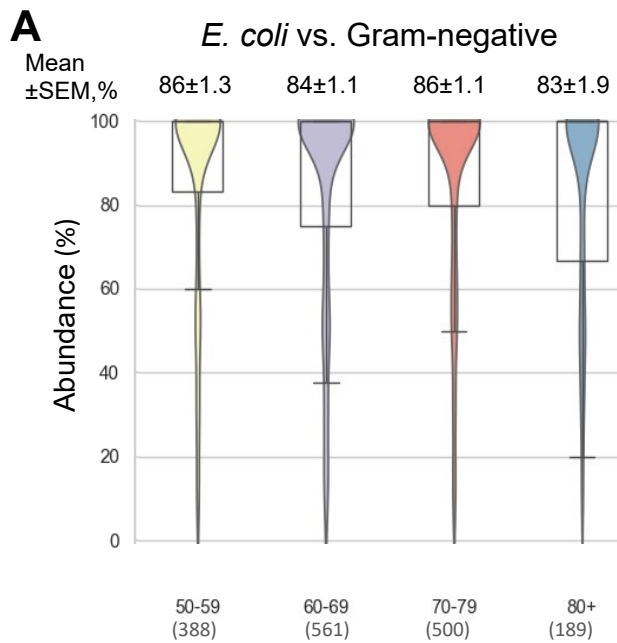 A
E. coli vs. Gram-negative
Mean
±SEM,%
86±1.3 84±1.1 86±1.1 83±1.9
Abundance (%)
100
80
60
40
20
0
50-59 60-69 70-79 80+
(388) (561) (500) (189)